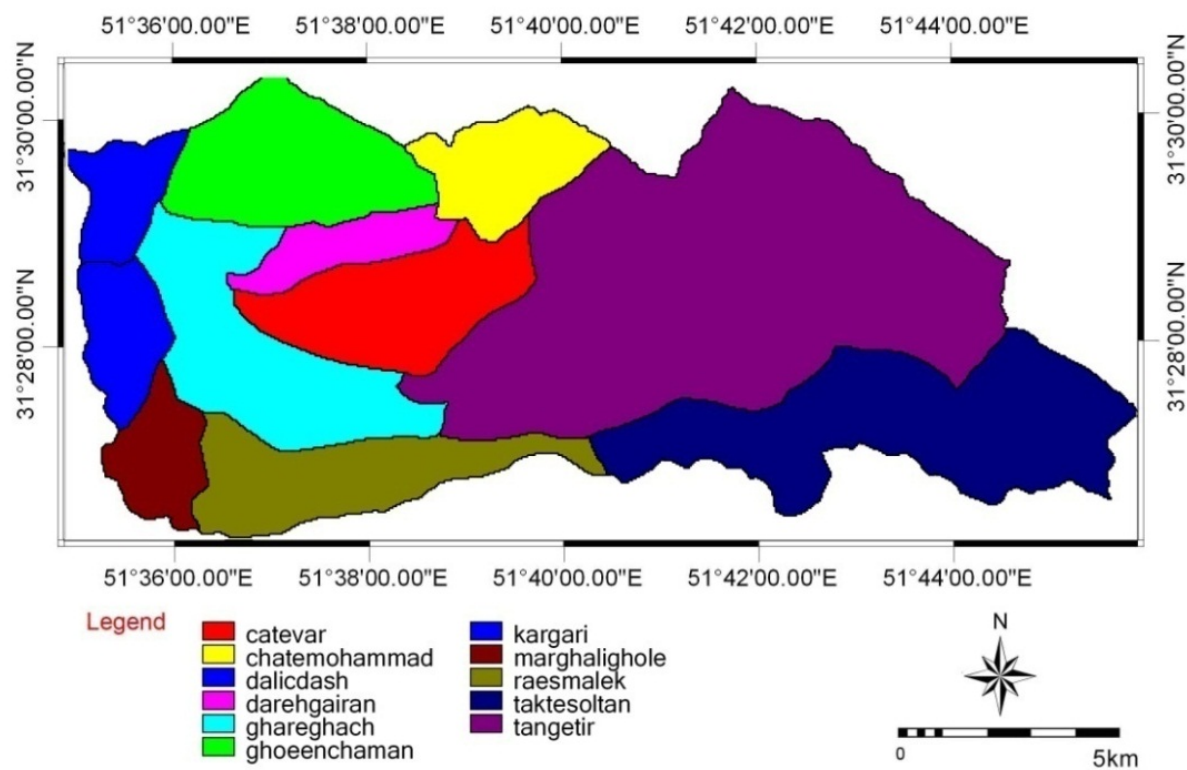 51°36'00.00"E 51°38'00.00"E 51°40'00.00"E 51°42'00.00"E 51°44'00.00"E
31°30'00.00"N
31°28'00.00"N
31°30'00.00"N
31°28'00.00"N
51°36'00.00"E 51°38'00.00"E 51°40'00.00"E 51°42'00.00"E 51°44'00.00"E
Legend
catevar
chatemohammad
dalicdash
darehgairan
ghareghach
ghoeenchaman
kargari
marghalighole
raesmalek
taktesoltan
tangetir
N
0 5km